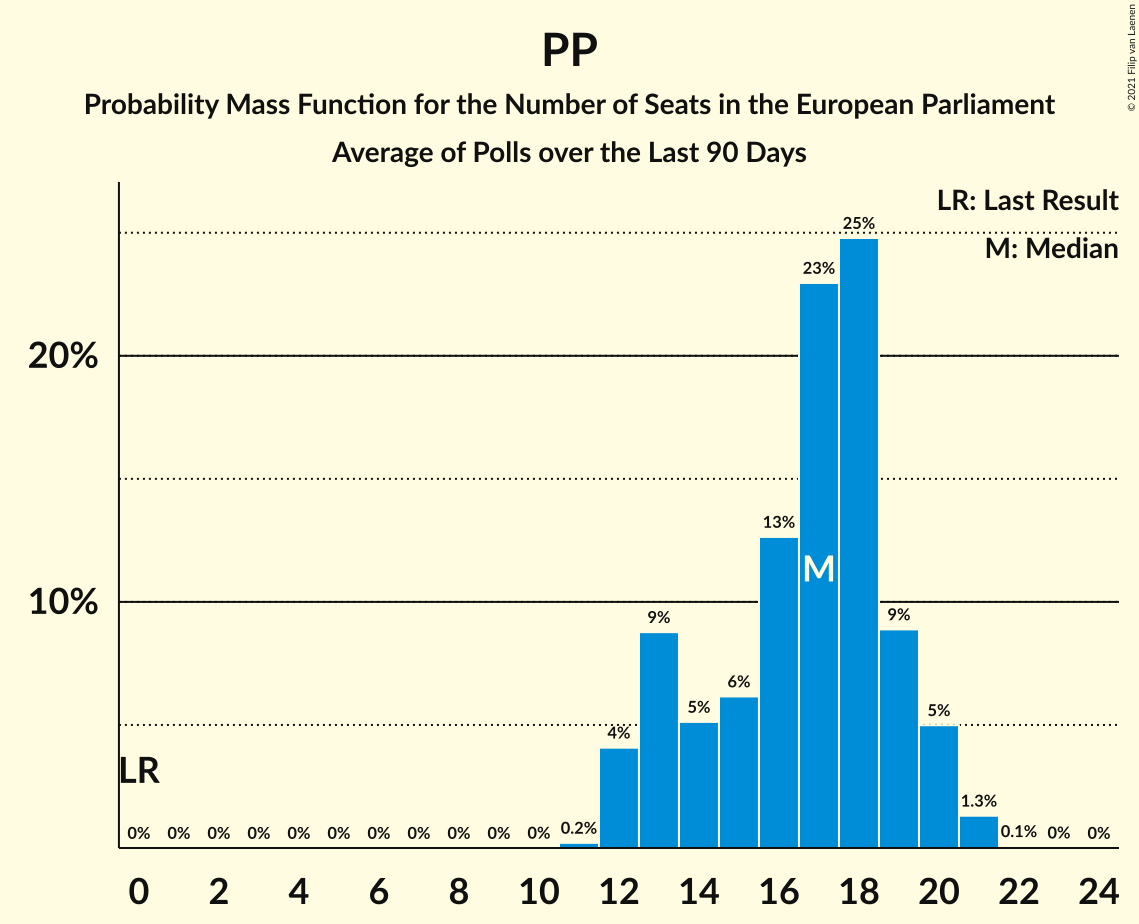 PP
Probability Mass Function for the Number of Seats in the European Parliament
Average of Polls over the Last 90 Days
© 2021 Filip van Laenen
LR: Last Result
M: Median
20%
10%
LR
M
0% 0% 0% 0% 0% 0% 0% 0% 0% 0% 0% 0.2% 4% 9% 5% 6% 13% 23% 25% 9% 5% 1.3% 0.1% 0% 0%
0 2 4 6 8 10 12 14 16 18 20 22 24